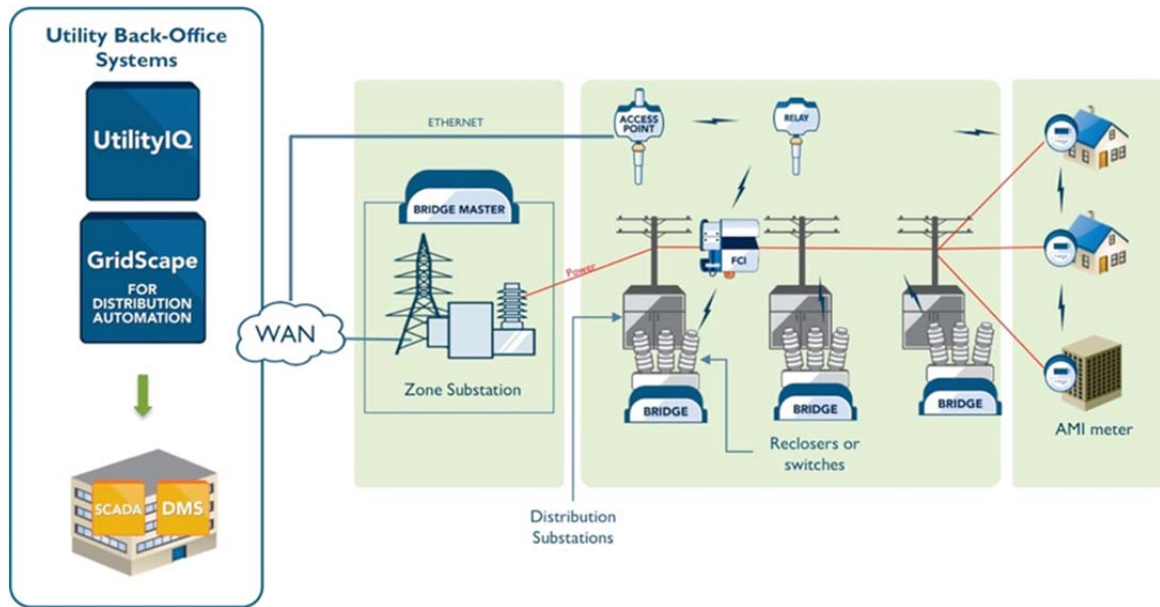 Utility Back-Office
Systems
UtilityIQ
GridScape
FOR
DISTRIBUTION
AUTOMATION
SCADA
DMS
WAN
ETHERNET
BRIDGE MASTER
Zone Substation
Power
ACCESS
POINT
RELAY
FCI
BRIDGE
BRIDGE
BRIDGE
Reclosers or
switches
Distribution
Substations
AMI meter